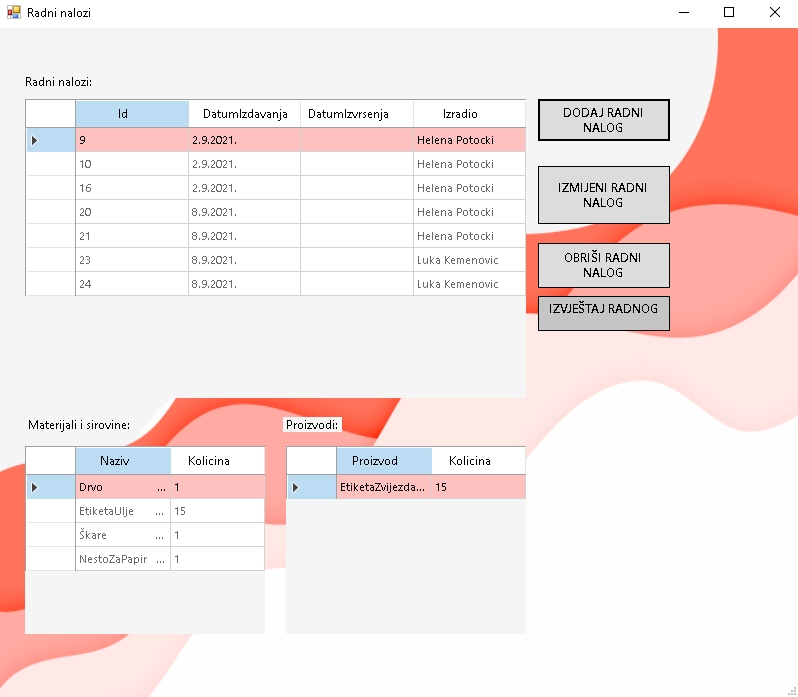 Radni nalozi
Radni nalozi:
Id DatumIzdavanja DatumIzvrsenja Izradio
9 2.9.2021. Helena Potocki
10 2.9.2021. Helena Potocki
16 2.9.2021. Helena Potocki
20 8.9.2021. Helena Potocki
21 8.9.2021. Helena Potocki
23 8.9.2021. Luka Kemenovic
24 8.9.2021. Luka Kemenovic
DODAJ RADNI
NALOG
IZMIJENI RADNI
NALOG
OBRIŠI RADNI
NALOG
IZVJEŠTAJ RADNOG
Materijali i sirovine:
Naziv Kolicina
Drvo ... 1
EtiketaUlje ... 15
Škare ... 1
NestoZaPapir ... 1
Proizvodi:
Proizvod Kolicina
EtiketaZvijezda... 15